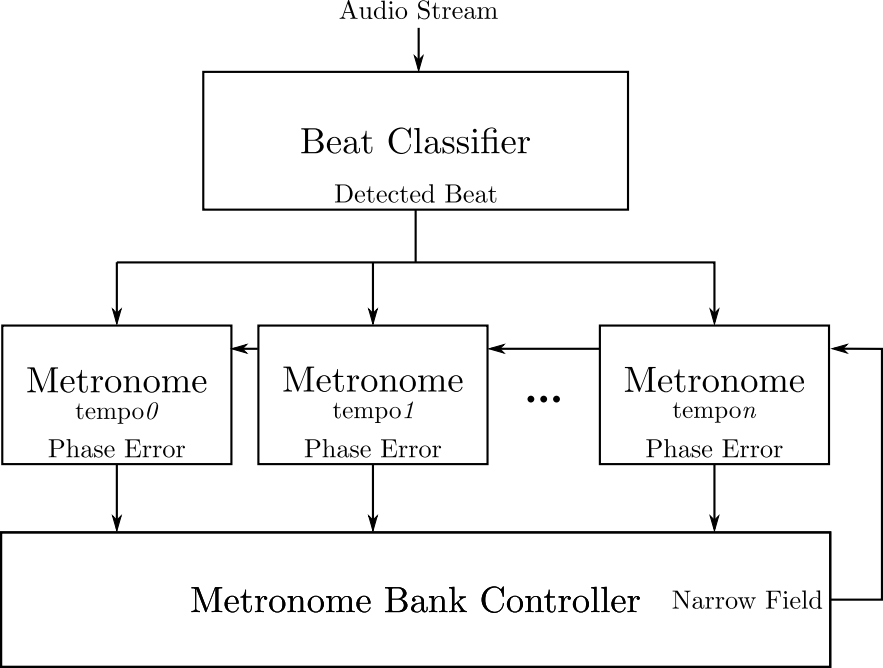 Audio Stream
Beat Classifier
Detected Beat
Metronome
tempo0
Phase Error
Metronome
tempo1
Phase Error
...
Metronome
tempon
Phase Error
Metronome Bank Controller
Narrow Field